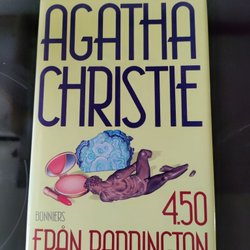 AGATHA
CHRISTIE
BONNIERS
4.50
FRÅN PADDINGTON